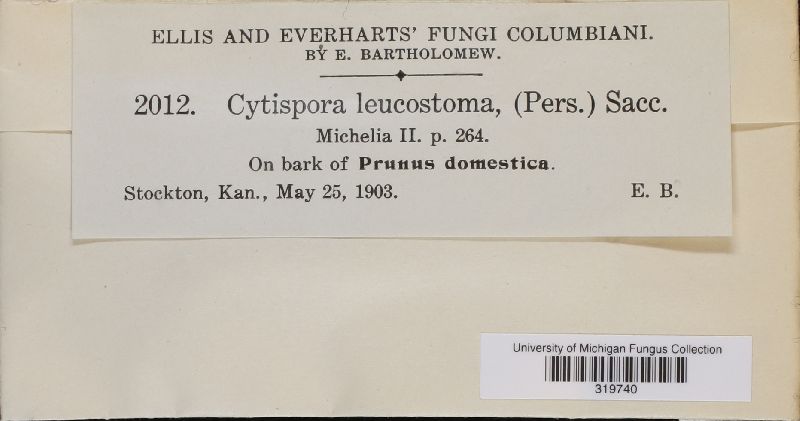 ELLIS AND EVERHARTS' FUNGI COLUMBIANI.
BY E. BARTHOLOMEW.
2012. Cytispora leucostoma, (Pers.) Sacc.
Michelia II. p. 264.
On bark of Prunus domestica.
Stockton, Kan., May 25, 1903. E. B.
University of Michigan Fungus Collection
319740